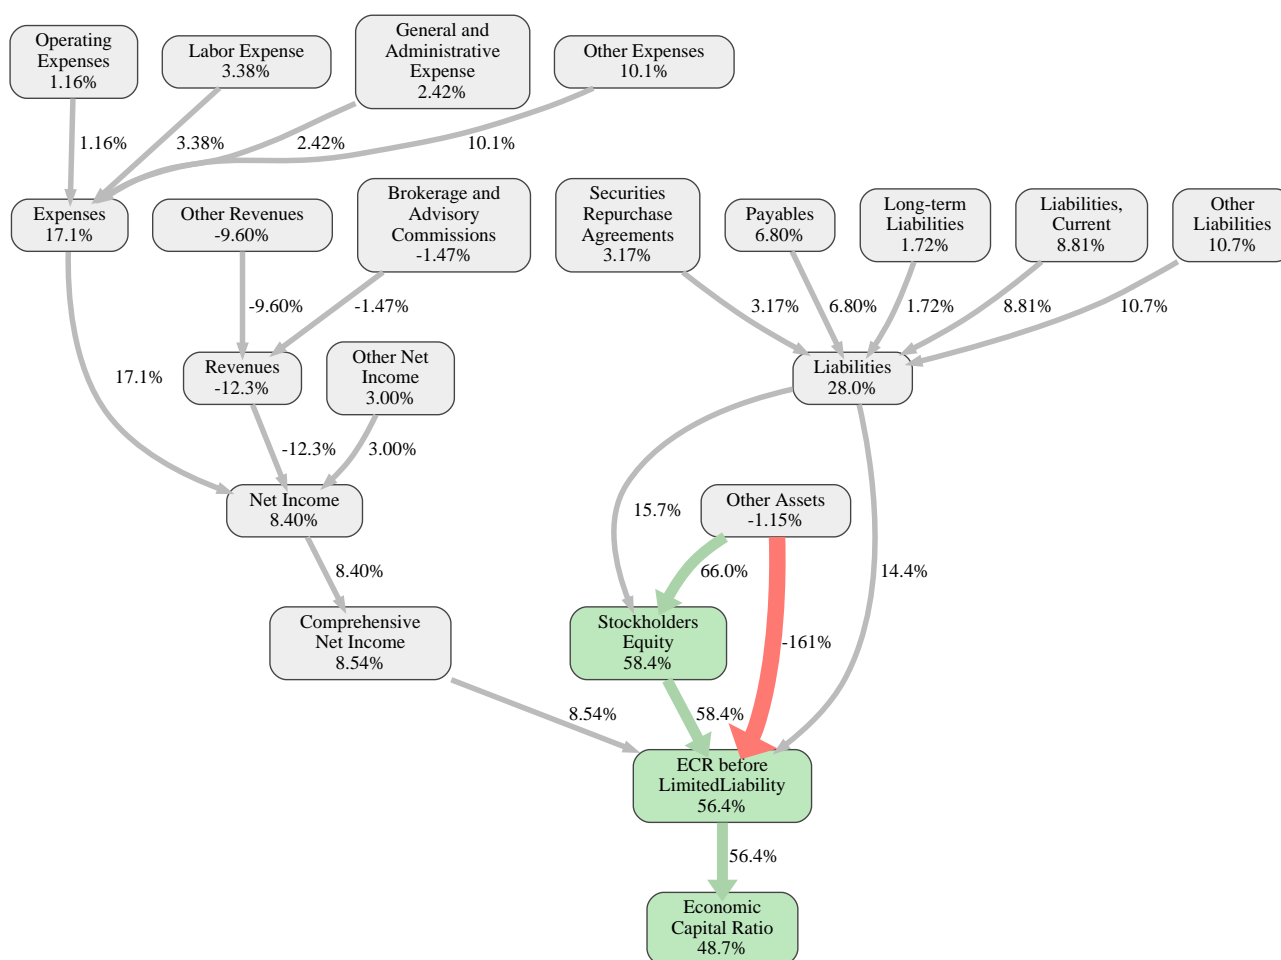 Operating
Expenses
1.16%
Labor Expense
3.38%
General and
Administrative
Expense
2.42%
Other Expenses
10.1%
1.16%
3.38%
2.42%
10.1%
Expenses
17.1%
Other Revenues
-9.60%
Brokerage and
Advisory
Commissions
-1.47%
Securities
Repurchase
Agreements
3.17%
Payables
6.80%
Long-term
Liabilities
1.72%
Liabilities,
Current
8.81%
Other
Liabilities
10.7%
-9.60%
-1.47%
3.17%
6.80%
1.72%
8.81%
10.7%
17.1%
Revenues
-12.3%
Other Net
Income
3.00%
Liabilities
28.0%
-12.3%
3.00%
Net Income
8.40%
15.7%
Other Assets
-1.15%
14.4%
8.40%
66.0%
Comprehensive
Net Income
8.54%
Stockholders
Equity
58.4%
-161%
8.54%
58.4%
ECR before
LimitedLiability
56.4%
56.4%
Economic
Capital Ratio
48.7%